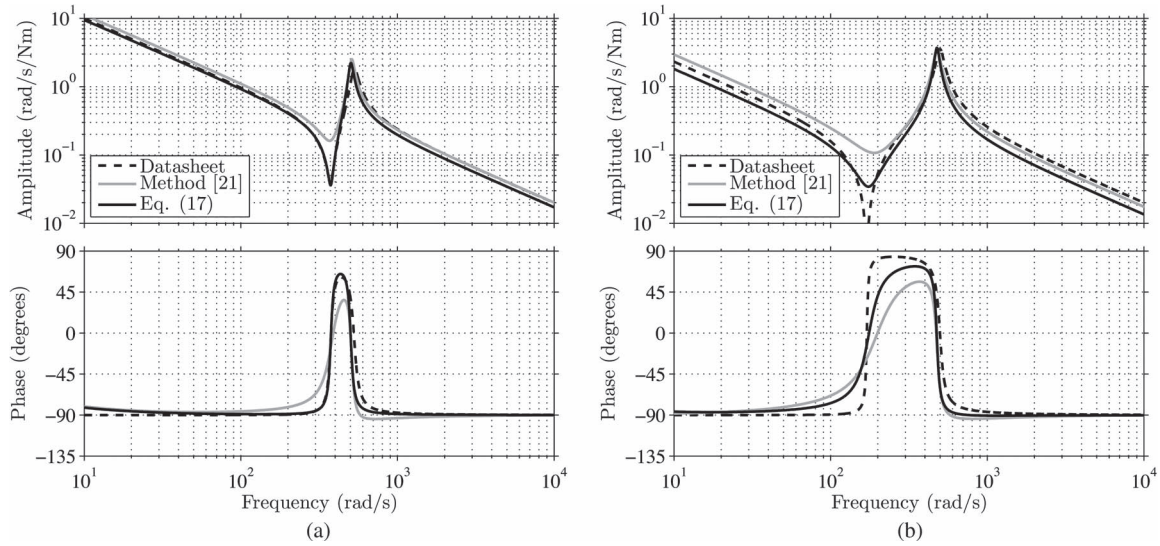 Amplitude (rad/s/Nm)
10^1
10^0
10^-1
10^-2
Datasheet
Method [21]
Eq. (17)
Phase (degrees)
90
45
0
−45
−90
−135
10^1
10^2
10^3
10^4
Frequency (rad/s)
(a)
Amplitude (rad/s/Nm)
10^1
10^0
10^-1
10^-2
Datasheet
Method [21]
Eq. (17)
Phase (degrees)
90
45
0
−45
−90
−135
10^1
10^2
10^3
10^4
Frequency (rad/s)
(b)